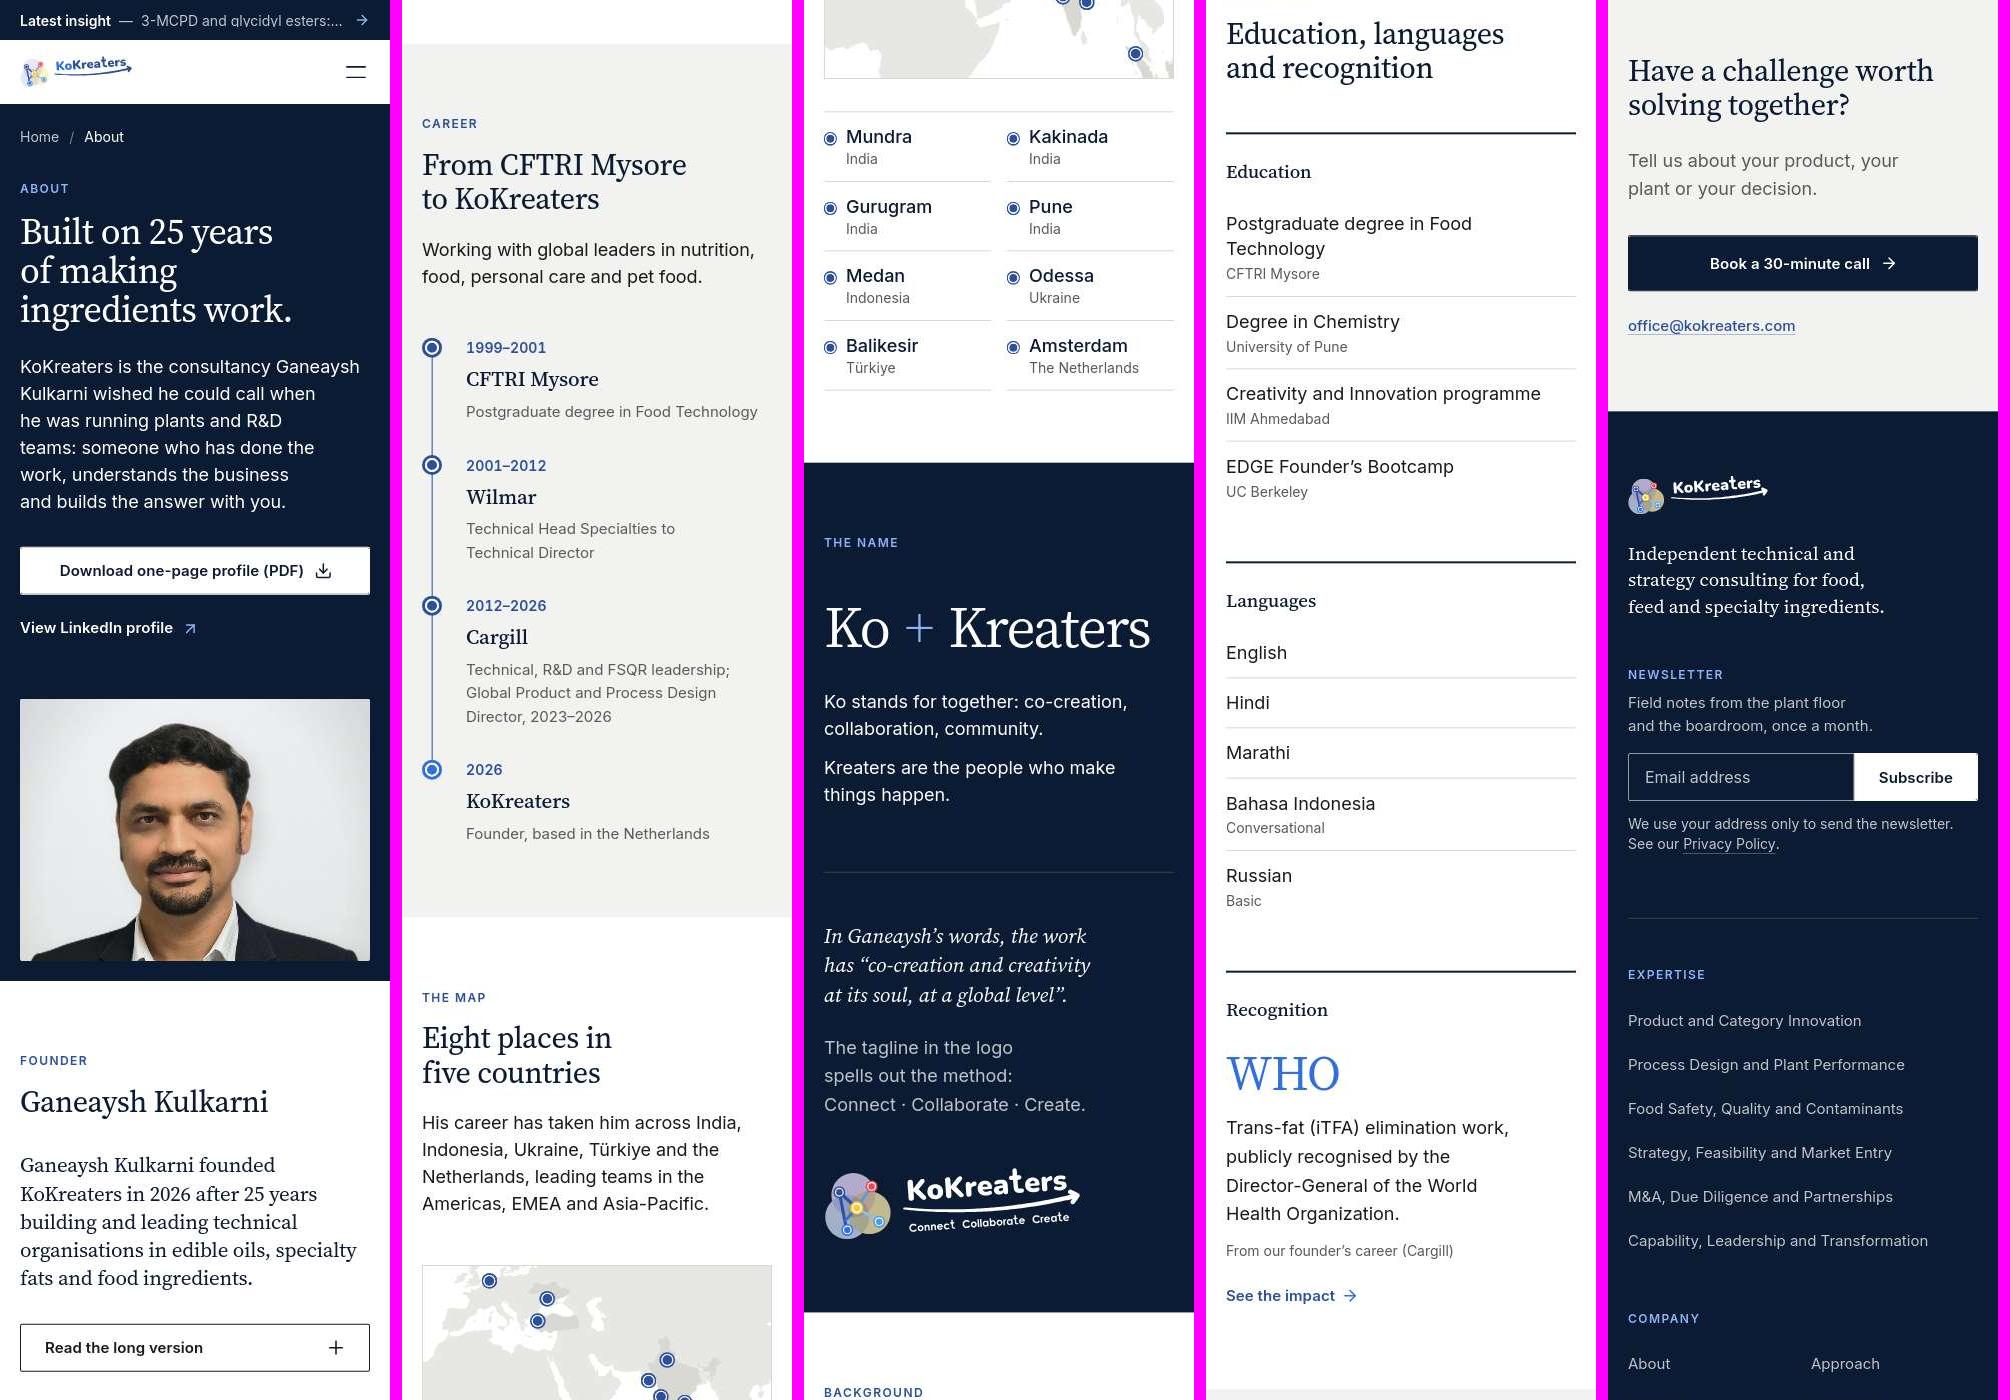 Latest insight — 3-MCPD and glycidyl esters:...
KoKreaters
Home / About
ABOUT
Built on 25 years
of making
ingredients work.
KoKreaters is the consultancy Ganeaysh
Kulkarni wished he could call when
he was running plants and R&D
teams: someone who has done the
work, understands the business
and builds the answer with you.
Download one-page profile (PDF)
View LinkedIn profile
FOUNDER
Ganeaysh Kulkarni
Ganeaysh Kulkarni founded
KoKreaters in 2026 after 25 years
building and leading technical
organisations in edible oils, specialty
fats and food ingredients.
Read the long version
CAREER
From CFTRI Mysore
to KoKreaters
Working with global leaders in nutrition,
food, personal care and pet food.
1999–2001
CFTRI Mysore
Postgraduate degree in Food Technology
2001–2012
Wilmar
Technical Head Specialties to
Technical Director
2012–2026
Cargill
Technical, R&D and FSQR leadership;
Global Product and Process Design
Director, 2023–2026
2026
KoKreaters
Founder, based in the Netherlands
THE MAP
Eight places in
five countries
His career has taken him across India,
Indonesia, Ukraine, Türkiye and the
Netherlands, leading teams in the
Americas, EMEA and Asia-Pacific.
Mundra
India
Kakinada
India
Gurugram
India
Pune
India
Medan
Indonesia
Odessa
Ukraine
Balikesir
Türkiye
Amsterdam
The Netherlands
THE NAME
Ko + Kreaters
Ko stands for together: co-creation,
collaboration, community.
Kreaters are the people who make
things happen.
In Ganeaysh’s words, the work
has “co-creation and creativity
at its soul, at a global level”.
The tagline in the logo
spells out the method:
Connect · Collaborate · Create.
KoKreaters
Connect Collaborate Create
BACKGROUND
Education, languages
and recognition
Education
Postgraduate degree in Food
Technology
CFTRI Mysore
Degree in Chemistry
University of Pune
Creativity and Innovation programme
IIM Ahmedabad
EDGE Founder’s Bootcamp
UC Berkeley
Languages
English
Hindi
Marathi
Bahasa Indonesia
Conversational
Russian
Basic
Recognition
WHO
Trans-fat (iTFA) elimination work,
publicly recognised by the
Director-General of the World
Health Organization.
From our founder’s career (Cargill)
See the impact
Have a challenge worth
solving together?
Tell us about your product, your
plant or your decision.
Book a 30-minute call
office@kokreaters.com
KoKreaters
Independent technical and
strategy consulting for food,
feed and specialty ingredients.
NEWSLETTER
Field notes from the plant floor
and the boardroom, once a month.
Email address
Subscribe
We use your address only to send the newsletter.
See our Privacy Policy.
EXPERTISE
Product and Category Innovation
Process Design and Plant Performance
Food Safety, Quality and Contaminants
Strategy, Feasibility and Market Entry
M&A, Due Diligence and Partnerships
Capability, Leadership and Transformation
COMPANY
About
Approach